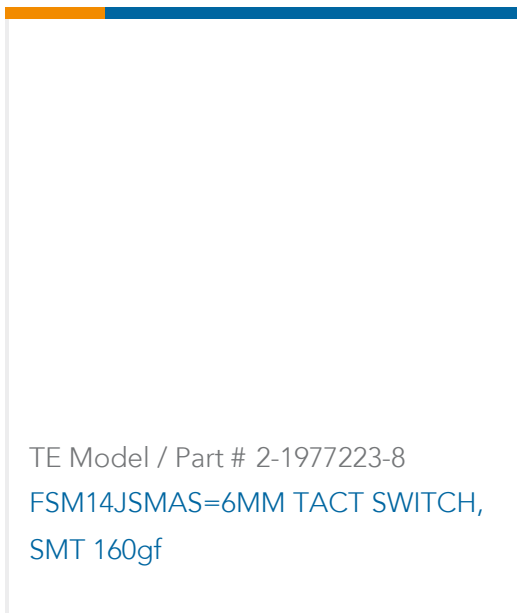 TE Model / Part # 2-1977223-8
FSM14JSMAS=6MM TACT SWITCH,
SMT 160gf